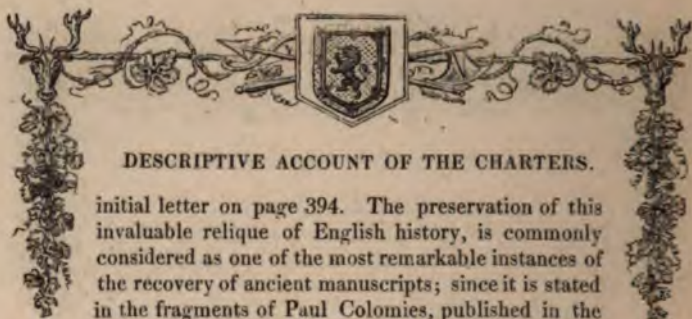 DESCRIPTIVE ACCOUNT OF THE CHARTERS.
initial letter on page 394. The preservation of this
invaluable relique of English history, is commonly
considered as one of the most remarkable instances of
the recovery of ancient manuscripts; since it is stated
in the fragments of Paul Colomies, published in the